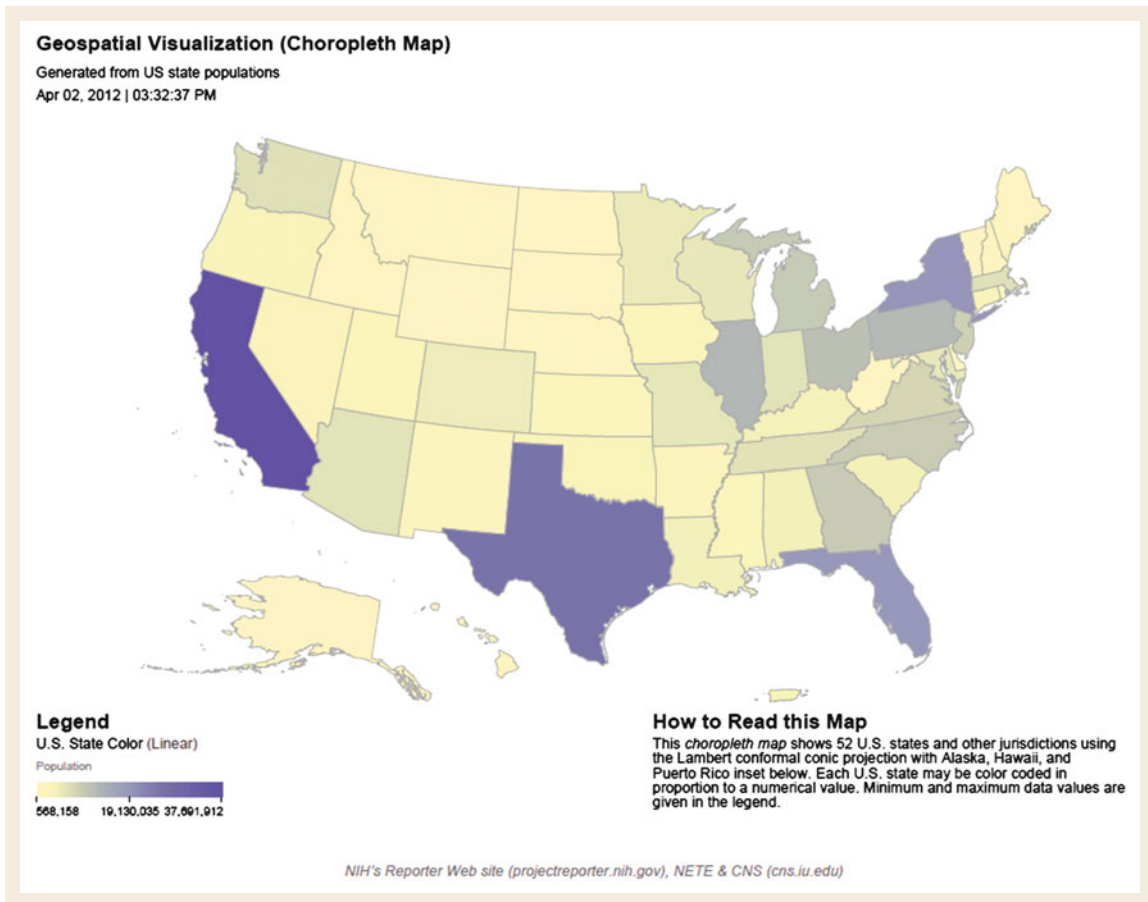 Geospatial Visualization (Choropleth Map)
Generated from US state populations
Apr 02, 2012 | 03:32:37 PM
Legend
U.S. State Color (Linear)
Population
568,158 19,130,035 37,691,912
How to Read this Map
This choropleth map shows 52 U.S. states and other jurisdictions using
the Lambert conformal conic projection with Alaska, Hawaii, and
Puerto Rico inset below. Each U.S. state may be color coded in
proportion to a numerical value. Minimum and maximum data values are
given in the legend.
NIH's Reporter Web site (projectreporter.nih.gov), NETE & CNS (cns.iu.edu)